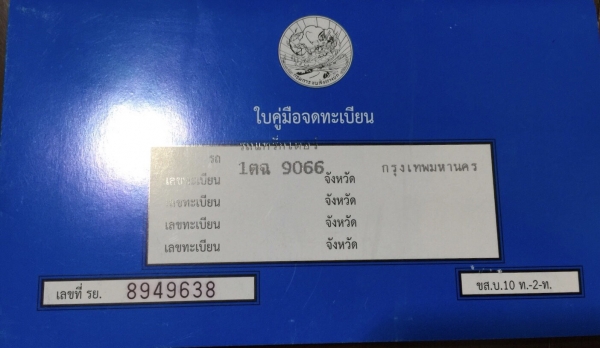 ใบคู่มือจดทะเบียน
รถ
เลขทะเบียน 1ตฉ 9066 จังหวัด กรุงเทพมหานคร
เลขทะเบียน จังหวัด
เลขทะเบียน จังหวัด
เลขทะเบียน จังหวัด
เลขที่ รย. 8949638
ขส.บ.10 ท.-2-ท.